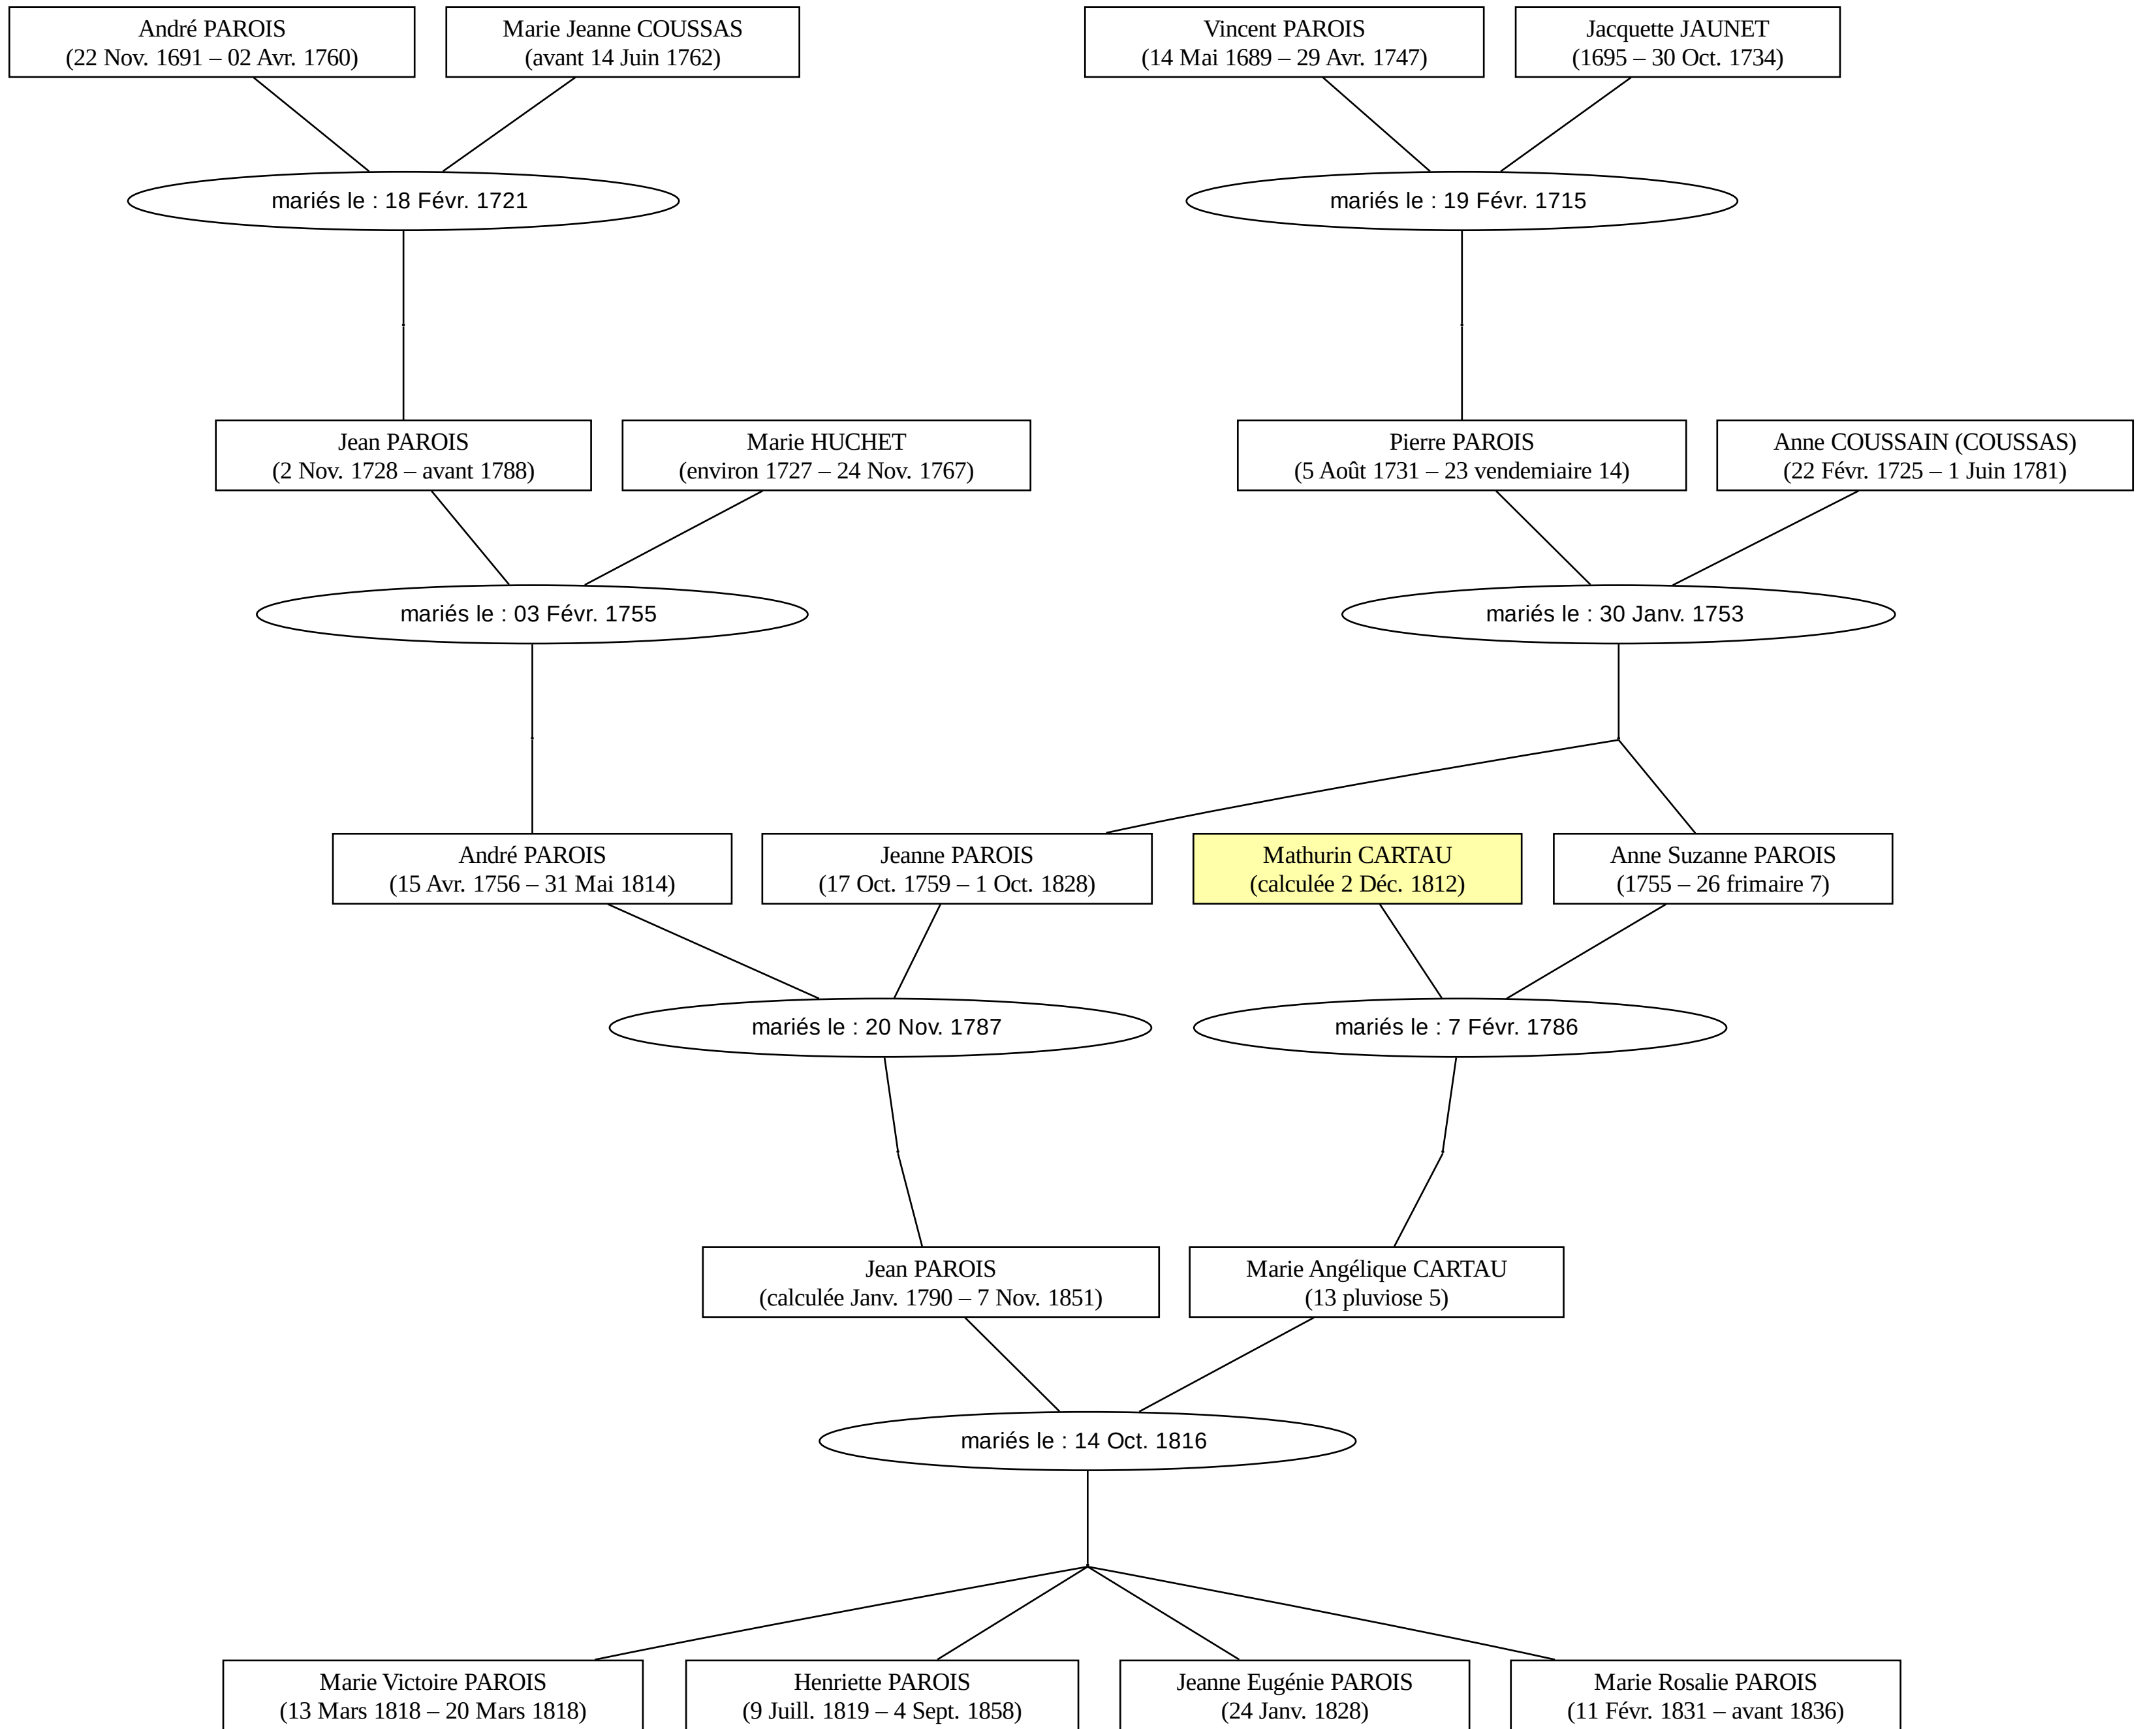 André PAROIS
(22 Nov. 1691 – 02 Avr. 1760)
Marie Jeanne COUSSAS
(avant 14 Juin 1762)
Vincent PAROIS
(14 Mai 1689 – 29 Avr. 1747)
Jacquette JAUNET
(1695 – 30 Oct. 1734)
mariés le : 18 Févr. 1721
mariés le : 19 Févr. 1715
Jean PAROIS
(2 Nov. 1728 – avant 1788)
Marie HUCHET
(environ 1727 – 24 Nov. 1767)
Pierre PAROIS
(5 Août 1731 – 23 vendemiaire 14)
Anne COUSSAIN (COUSSAS)
(22 Févr. 1725 – 1 Juin 1781)
mariés le : 03 Févr. 1755
mariés le : 30 Janv. 1753
André PAROIS
(15 Avr. 1756 – 31 Mai 1814)
Jeanne PAROIS
(17 Oct. 1759 – 1 Oct. 1828)
Mathurin CARTAU
(calculée 2 Déc. 1812)
Anne Suzanne PAROIS
(1755 – 26 frimaire 7)
mariés le : 20 Nov. 1787
mariés le : 7 Févr. 1786
Jean PAROIS
(calculée Janv. 1790 – 7 Nov. 1851)
Marie Angélique CARTAU
(13 pluviose 5)
mariés le : 14 Oct. 1816
Marie Victoire PAROIS
(13 Mars 1818 – 20 Mars 1818)
Henriette PAROIS
(9 Juill. 1819 – 4 Sept. 1858)
Jeanne Eugénie PAROIS
(24 Janv. 1828)
Marie Rosalie PAROIS
(11 Févr. 1831 – avant 1836)